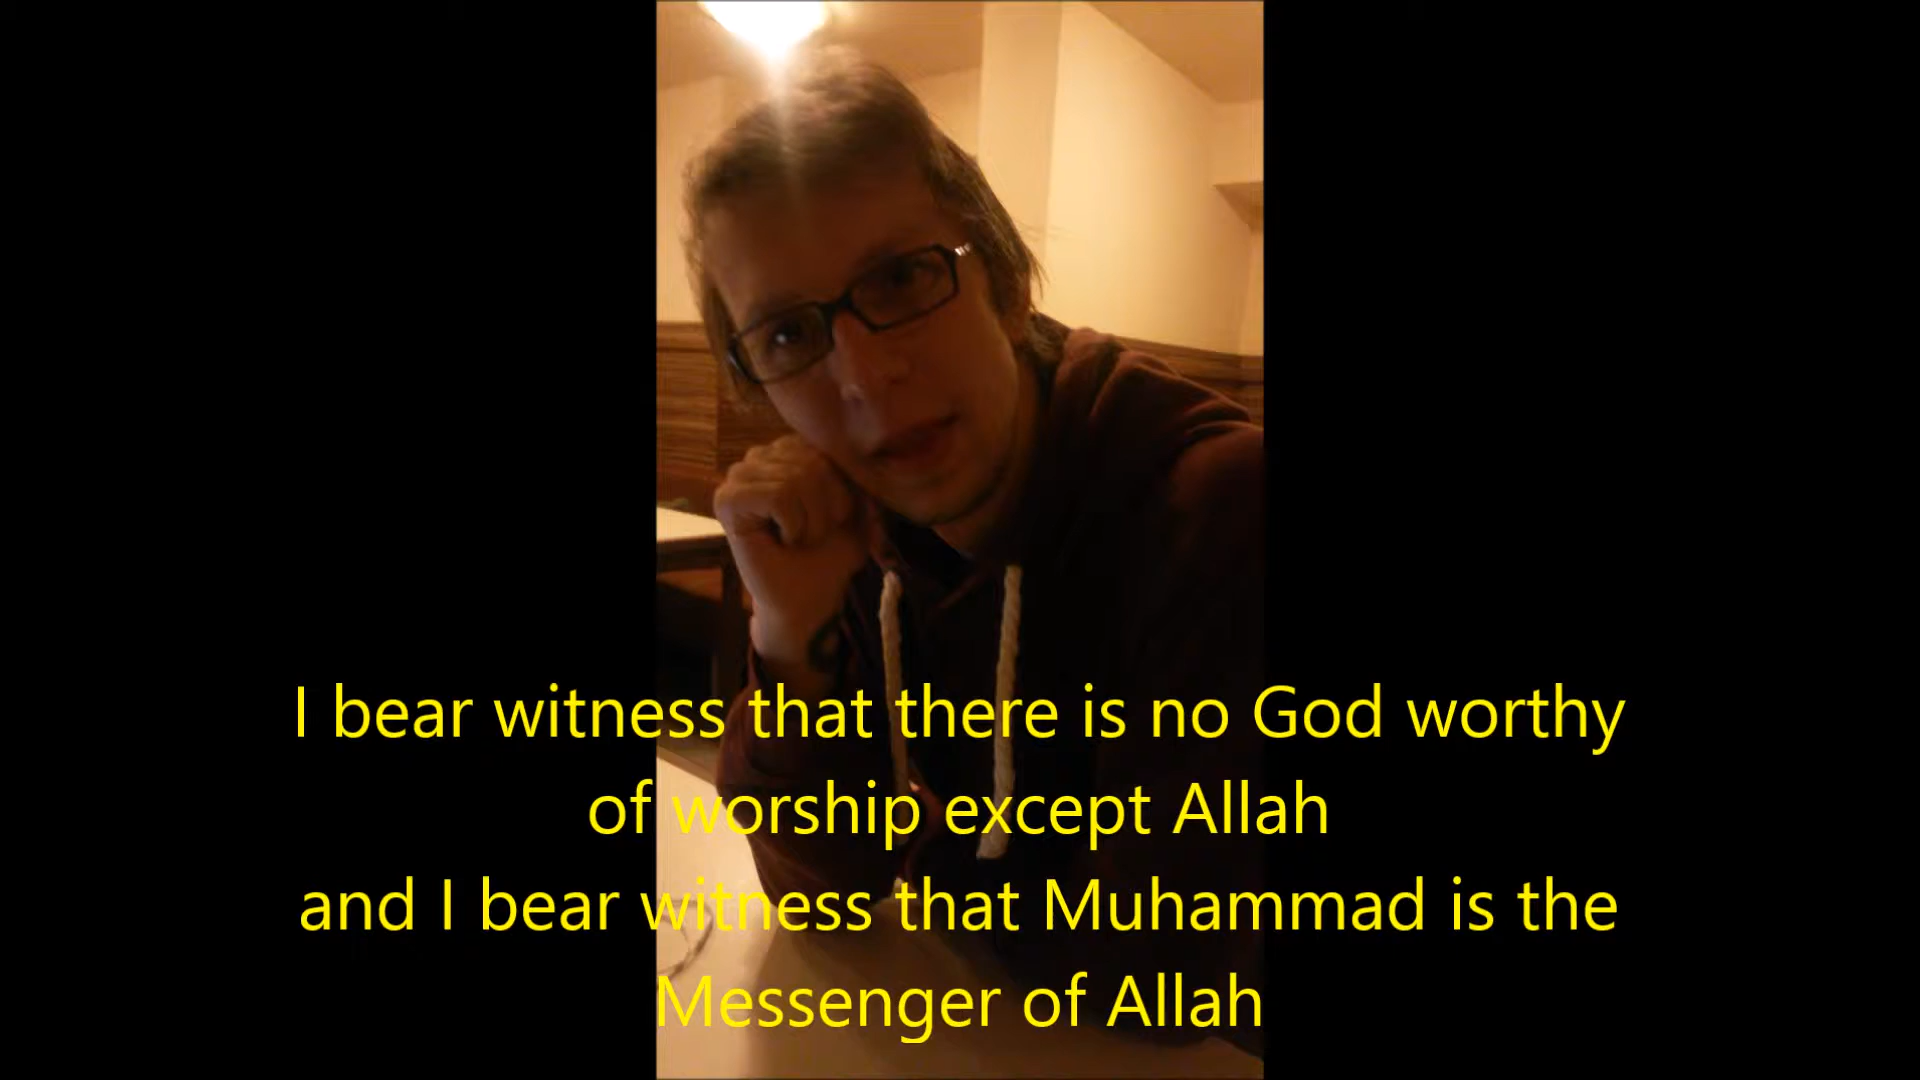 I bear witness that there is no God worthy
of worship except Allah
and I bear witness that Muhammad is the
Messenger of Allah